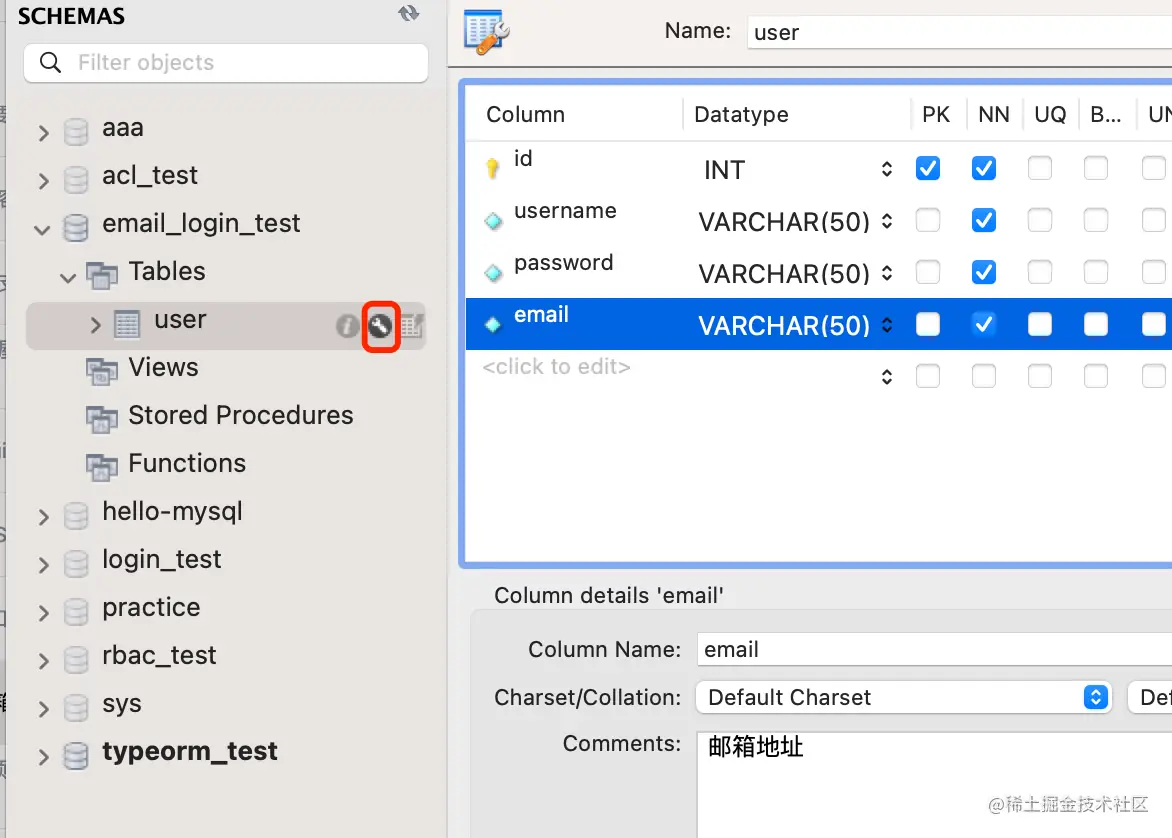 SCHEMAS
Filter objects
aaa
acl_test
email_login_test
Tables
user
Views
Stored Procedures
Functions
hello-mysql
login_test
practice
rbac_test
sys
typeorm_test
Name: user
Column Datatype PK NN UQ B... UN
id INT
username VARCHAR(50)
password VARCHAR(50)
email VARCHAR(50)
<click to edit>
Column details 'email'
Column Name: email
Charset/Collation: Default Charset Def
Comments: 邮箱地址
@稀土掘金技术社区